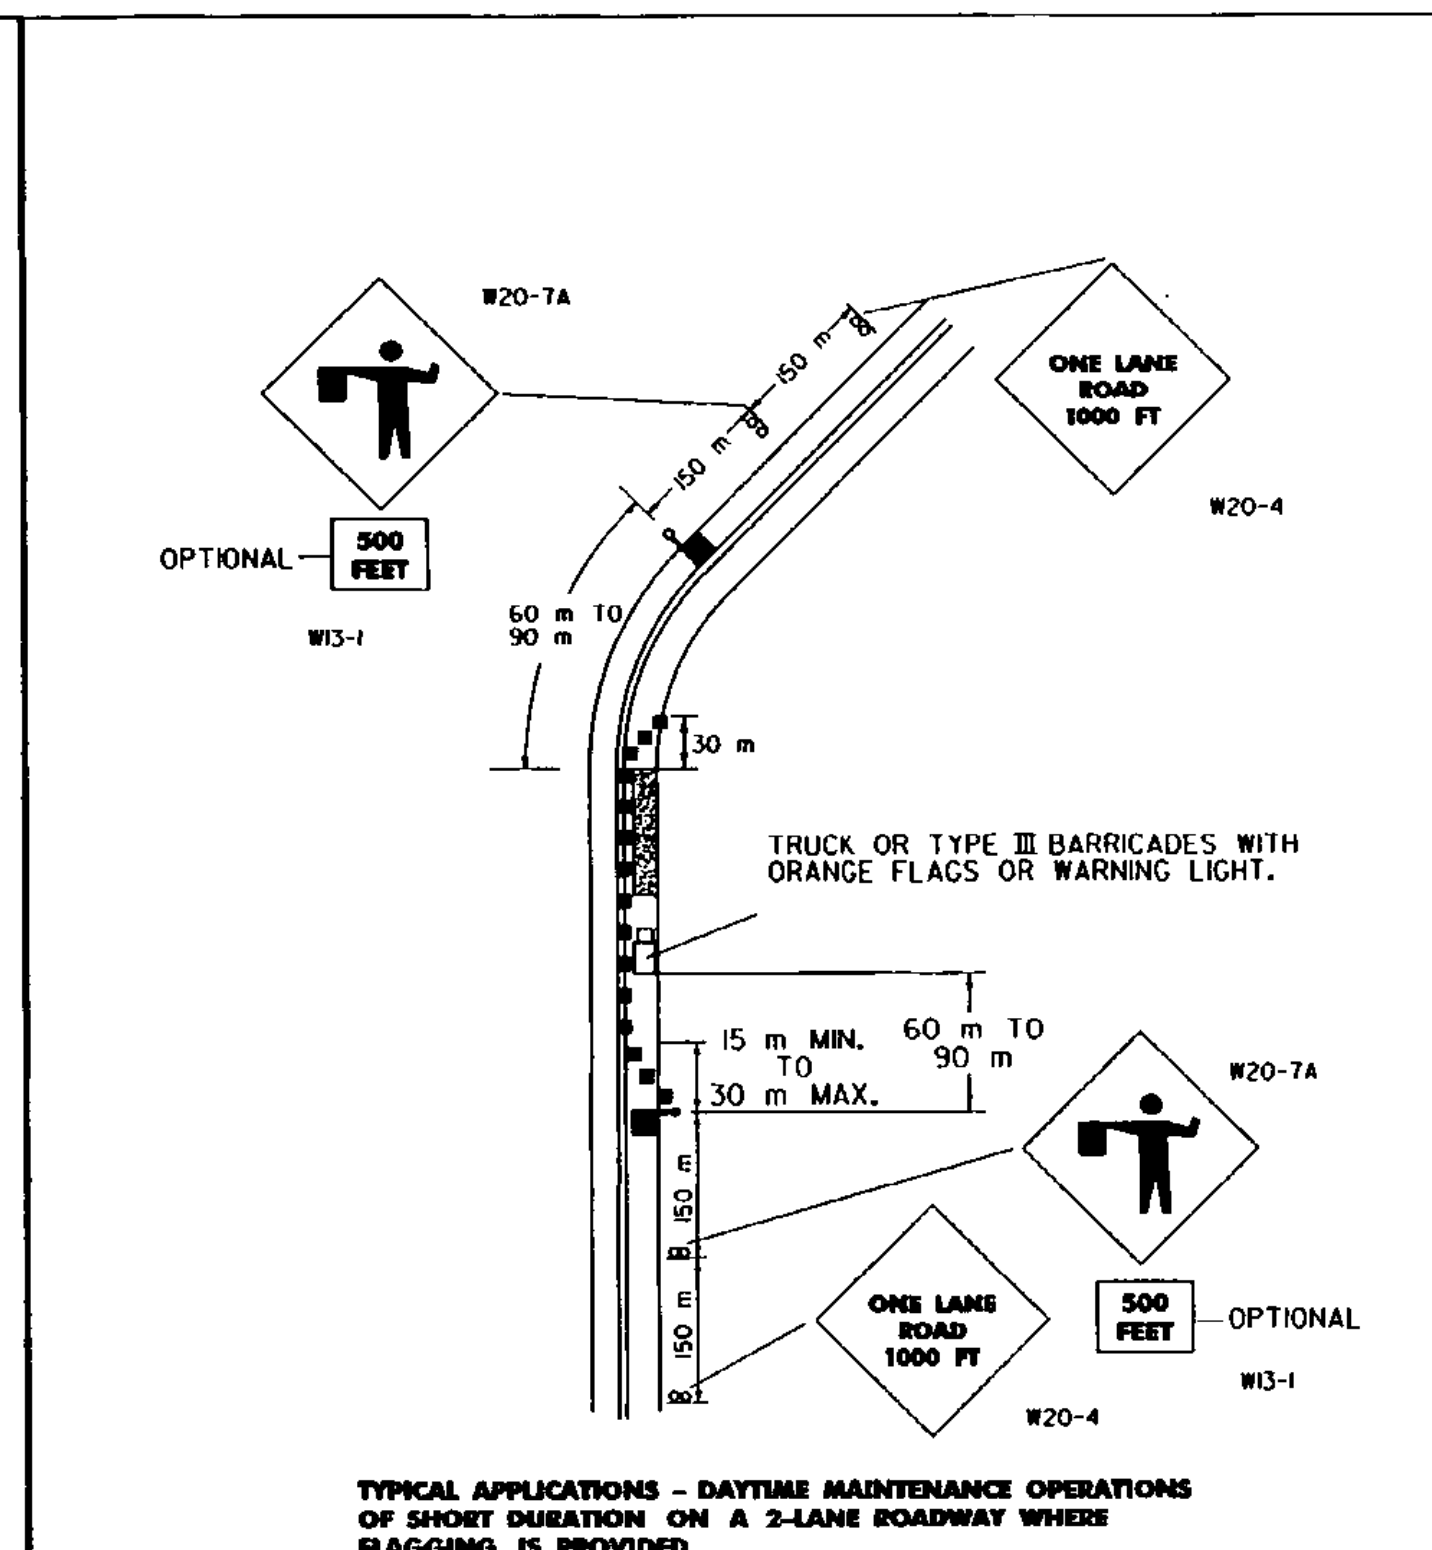 W20-7A
150 m
ONE LANE
ROAD
1000 FT
150 m
W20-4
OPTIONAL
500
FEET
60 m TO
90 m
W13-1
30 m
TRUCK OR TYPE III BARRICADES WITH
ORANGE FLAGS OR WARNING LIGHT.
15 m MIN.
TO
30 m MAX.
60 m TO
90 m
W20-7A
150 m
150 m
ONE LANE
ROAD
1000 FT
500
FEET
OPTIONAL
W13-1
W20-4
TYPICAL APPLICATIONS - DAYTIME MAINTENANCE OPERATIONS
OF SHORT DURATION ON A 2-LANE ROADWAY WHERE
FLAGGING IS PROVIDED